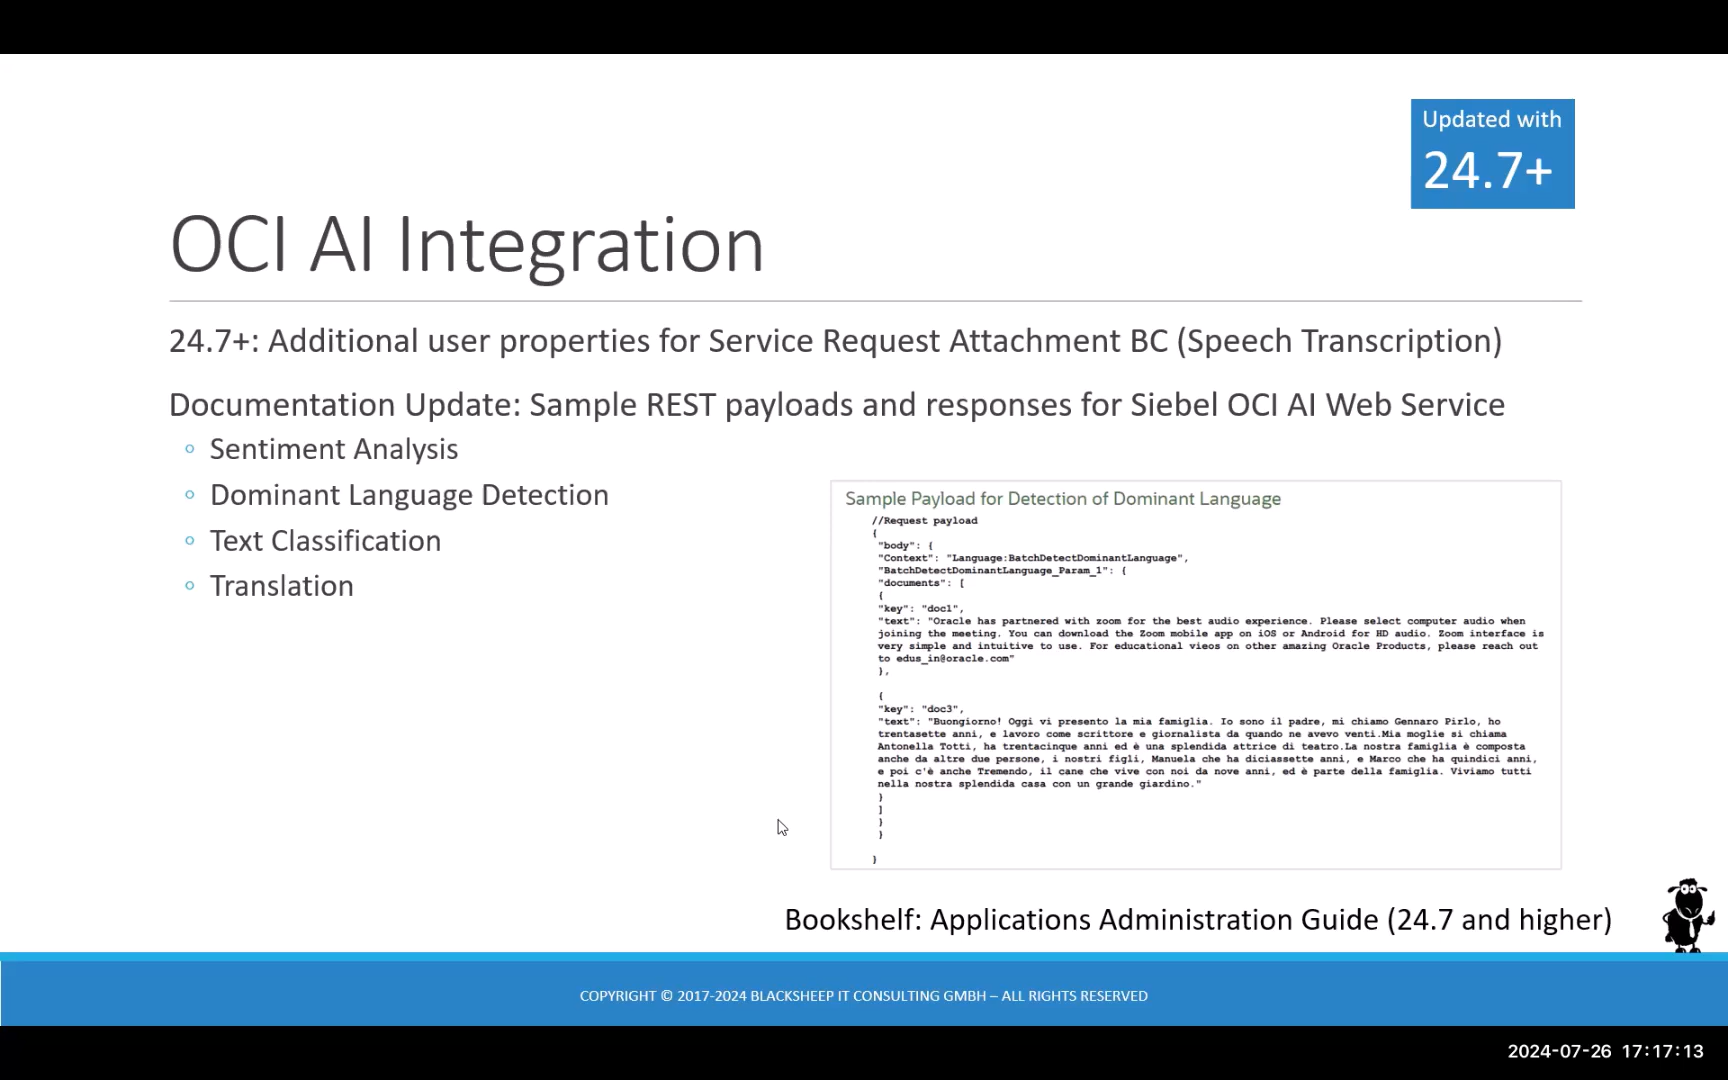 Updated with
24.7+
OCI AI Integration
24.7+: Additional user properties for Service Request Attachment BC (Speech Transcription)
Documentation Update: Sample REST payloads and responses for Siebel OCI AI Web Service
Sentiment Analysis
Dominant Language Detection
Text Classification
Translation
Sample Payload for Detection of Dominant Language
//Request payload
{
"body": {
"Context": "Language:BatchDetectDominantLanguage",
"BatchDetectDominantLanguage_Param_1": {
"documents": [
{
"key": "doc1",
"text": "Oracle has partnered with zoom for the best audio experience. Please select computer audio when
joining the meeting. You can download the Zoom mobile app on iOS or Android for HD audio. Zoom interface is
very simple and intuitive to use. For educational vieos on other amazing Oracle Products, please reach out
to edus_in@oracle.com"
},
{
"key": "doc3",
"text": "Buongiorno! Oggi vi presento la mia famiglia. Io sono il padre, mi chiamo Gennaro Pirlo, ho
trentasette anni, e lavoro come scrittore e giornalista da quando ne avevo venti.Mia moglie si chiama
Antonella Totti, ha trentacinque anni ed è una splendida attrice di teatro.La nostra famiglia è composta
anche da altre due persone, i nostri figli, Manuela che ha diciassette anni, e Marco che ha quindici anni,
e poi c'è anche Tremendo, il cane che vive con noi da nove anni, ed è parte della famiglia. Viviamo tutti
nella nostra splendida casa con un grande giardino."
}
]
}
}
}
Bookshelf: Applications Administration Guide (24.7 and higher)
COPYRIGHT © 2017-2024 BLACKSHEEP IT CONSULTING GMBH – ALL RIGHTS RESERVED
2024-07-26 17:17:13